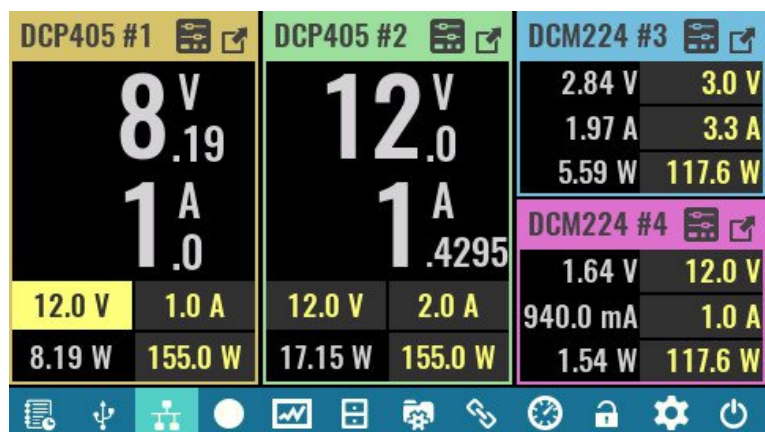 DCP405 #1
8.19 V
1.0 A
12.0 V 1.0 A
8.19 W 155.0 W
DCP405 #2
12.0 V
1.4295 A
12.0 V 2.0 A
17.15 W 155.0 W
DCM224 #3
2.84 V 3.0 V
1.97 A 3.3 A
5.59 W 117.6 W
DCM224 #4
1.64 V 12.0 V
940.0 mA 1.0 A
1.54 W 117.6 W